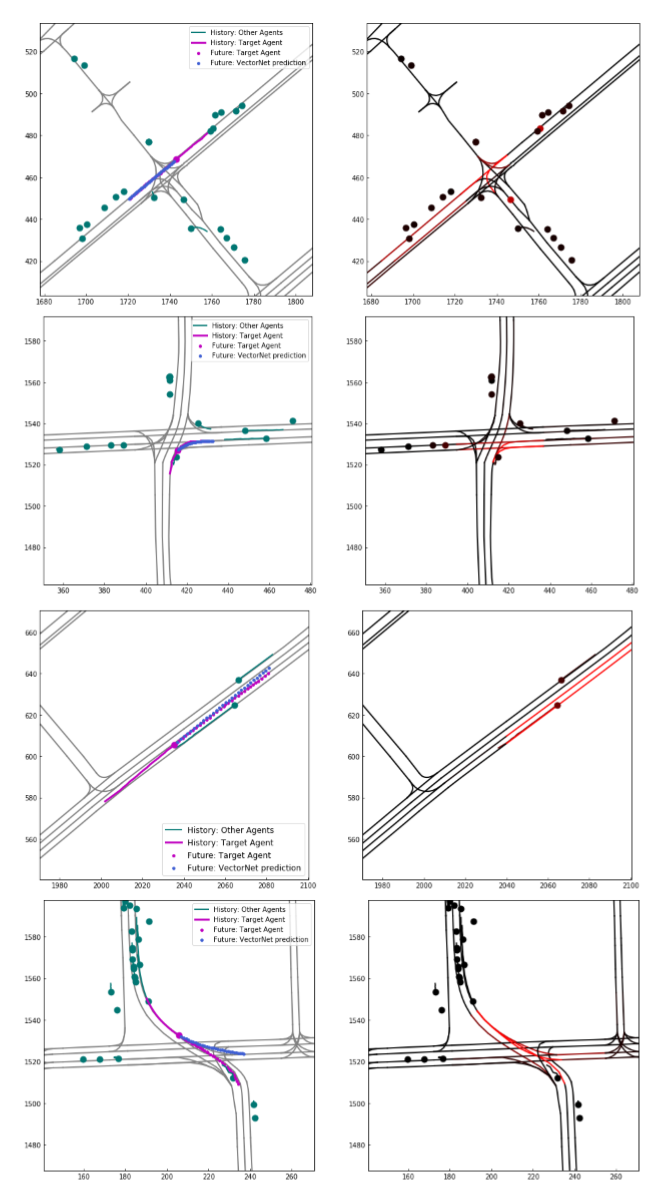 History: Other Agents
History: Target Agent
Future: Target Agent
Future: VectorNet prediction
520
500
480
460
440
420
1680 1700 1720 1740 1760 1780 1800
520
500
480
460
440
420
1680 1700 1720 1740 1760 1780 1800
History: Other Agents
History: Target Agent
Future: Target Agent
Future: VectorNet prediction
1580
1560
1540
1520
1500
1480
360 380 400 420 440 460 480
1580
1560
1540
1520
1500
1480
360 380 400 420 440 460 480
660
640
620
600
580
560
History: Other Agents
History: Target Agent
Future: Target Agent
Future: VectorNet prediction
1980 2000 2020 2040 2060 2080 2100
660
640
620
600
580
560
1980 2000 2020 2040 2060 2080 2100
History: Other Agents
History: Target Agent
Future: Target Agent
Future: VectorNet prediction
1580
1560
1540
1520
1500
1480
160 180 200 220 240 260
1580
1560
1540
1520
1500
1480
160 180 200 220 240 260